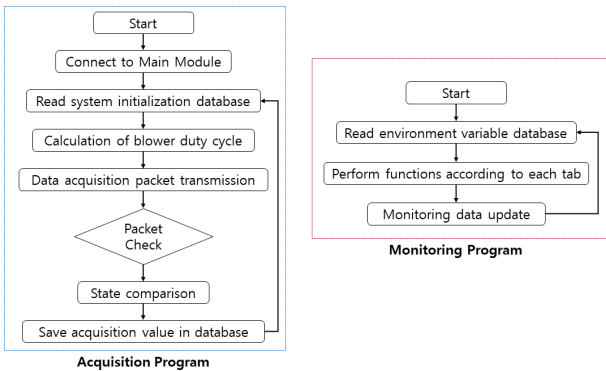 Start
Connect to Main Module
Read system initialization database
Calculation of blower duty cycle
Data acquisition packet transmission
Packet
Check
State comparison
Save acquisition value in database
Acquisition Program
Start
Read environment variable database
Perform functions according to each tab
Monitoring data update
Monitoring Program